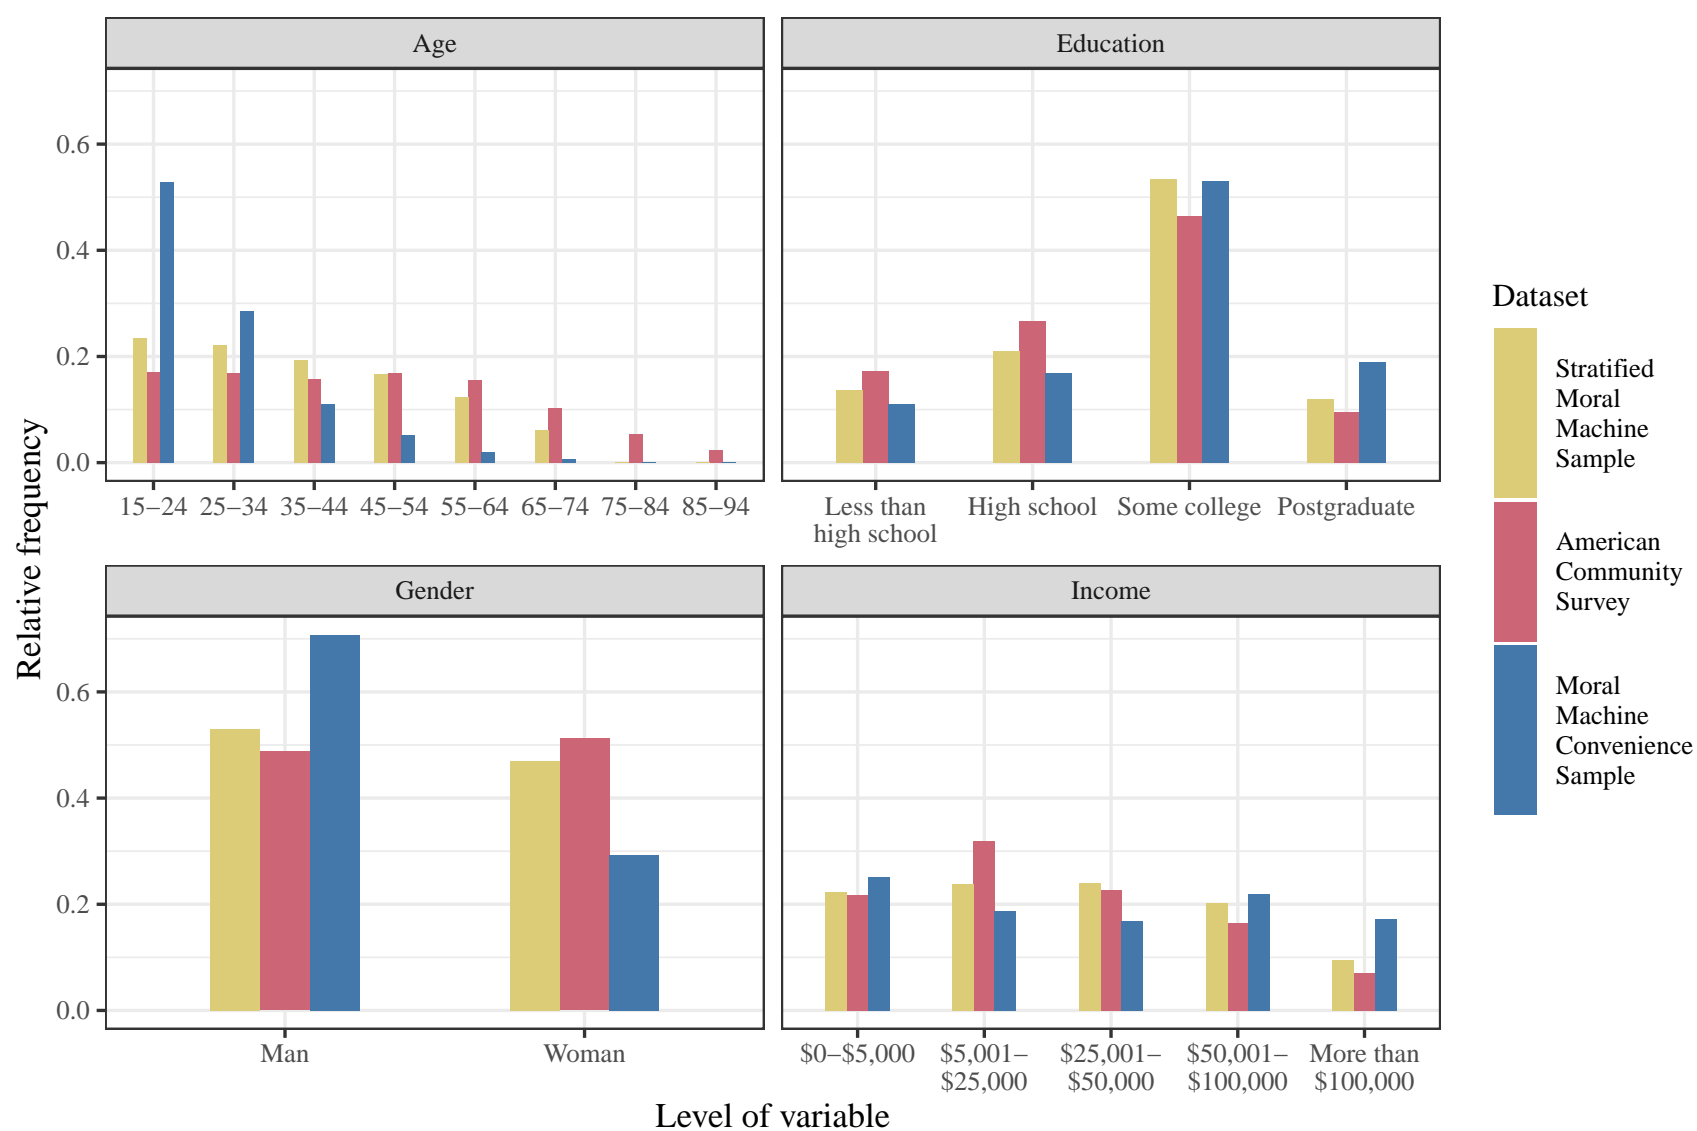 Age
Education
Relative frequency
0.6
0.4
0.2
0.0
15–24 25–34 35–44 45–54 55–64 65–74 75–84 85–94
Less than
high school
High school
Some college
Postgraduate
Gender
Income
0.6
0.4
0.2
0.0
Man
Woman
$0–$5,000
$5,001–
$25,000
$25,001–
$50,000
$50,001–
$100,000
More than
$100,000
Level of variable
Dataset
Stratified
Moral
Machine
Sample
American
Community
Survey
Moral
Machine
Convenience
Sample